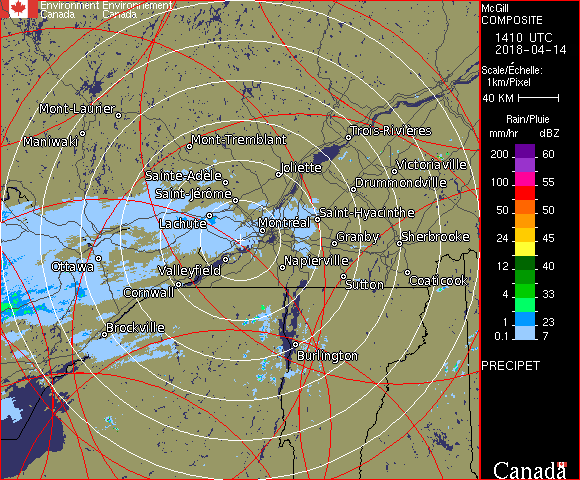 Environment Environnement
Canada Canada
McGill
COMPOSITE
1410 UTC
2018-04-14
Scale/Échelle:
1km/Pixel
40 KM
Rain/Pluie
mm/hr dBZ
200 60
100 55
50 50
24 45
12 40
4 33
1 23
0.1 7
PRECIPET
Canada
Mont-Laurier
Maniwaki
Mont-Tremblant
Trois-Rivières
Joliette
Victoriaville
Sainte-Adèle
Drummondville
Saint-Jérôme
Lachute
Montréal
Saint-Hyacinthe
Granby
Sherbrooke
Ottawa
Valleyfield
Napierville
Cornwall
Sutton
Coaticook
Brockville
Burlington